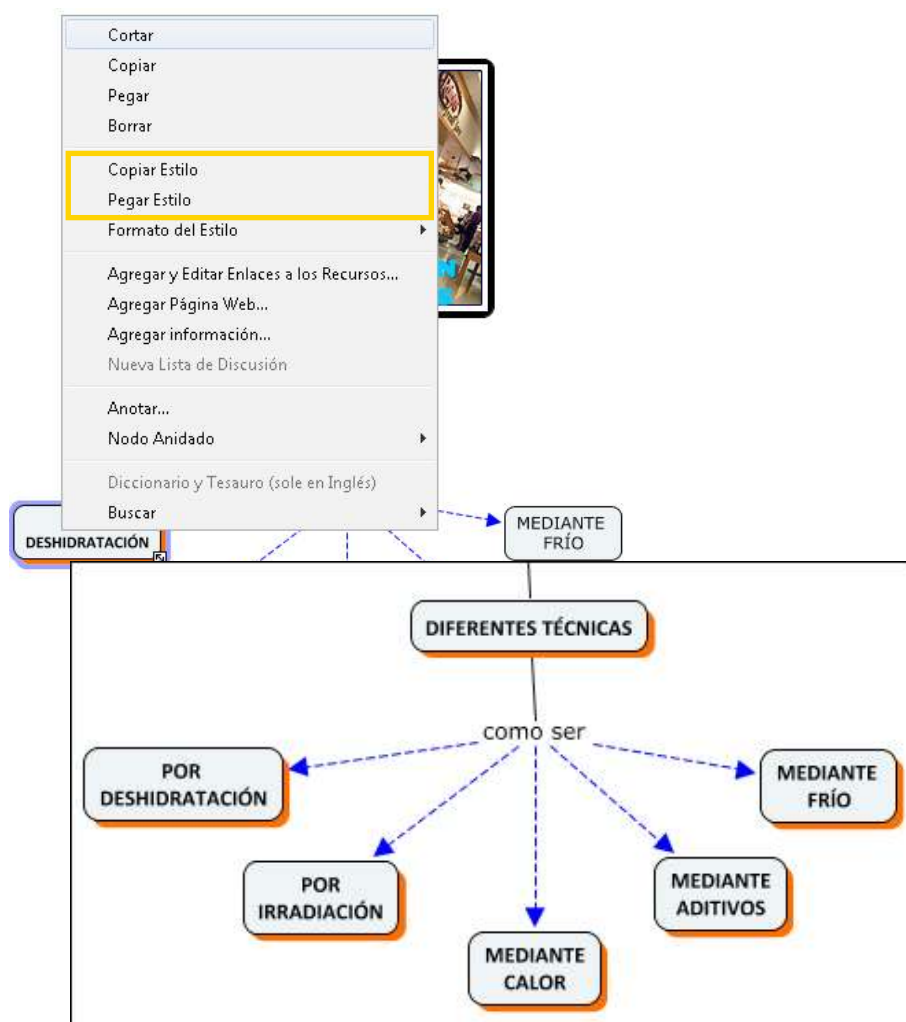 Cortar
Copiar
Pegar
Borrar
Copiar Estilo
Pegar Estilo
Formato del Estilo
Agregar y Editar Enlaces a los Recursos...
Agregar Página Web...
Agregar información...
Nueva Lista de Discusión
Anotar...
Nodo Anidado
Diccionario y Tesauro (sole en Inglés)
Buscar
DESHIDRATACIÓN
MEDIANTE
FRÍO
DIFERENTES TÉCNICAS
como ser
POR
DESHIDRATACIÓN
MEDIANTE
FRÍO
POR
IRRADIACIÓN
MEDIANTE
ADITIVOS
MEDIANTE
CALOR